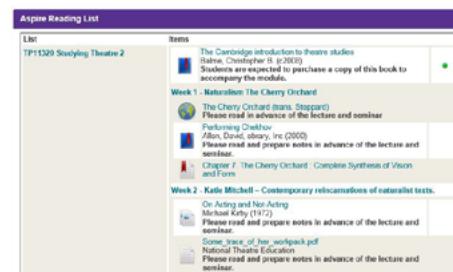 Aspire Reading List
List Items
TP11320 Studying Theatre 2
The Cambridge introduction to theatre studies
Balme, Christopher B. (c2008)
Students are expected to purchase a copy of this book to
accompany the module.
Week 1 - Naturalism The Cherry Orchard
The Cherry Orchard (trans. Stoppard)
Please read in advance of the lecture and seminar
Performing Chekhov
Allen, David, ebrary, Inc (2000)
Please read and prepare notes in advance of the lecture and
seminar.
Chapter 7. The Cherry Orchard : Complete Synthesis of Vision
and Form
Week 2 - Katie Mitchell – Contemporary reincarnations of naturalist texts.
On Acting and Not-Acting
Michael Kirby (1972)
Please read and prepare notes in advance of the lecture and
seminar.
Some_trace_of_her_workpack.pdf
National Theatre Education
Please read and prepare notes in advance of the lecture and
seminar.